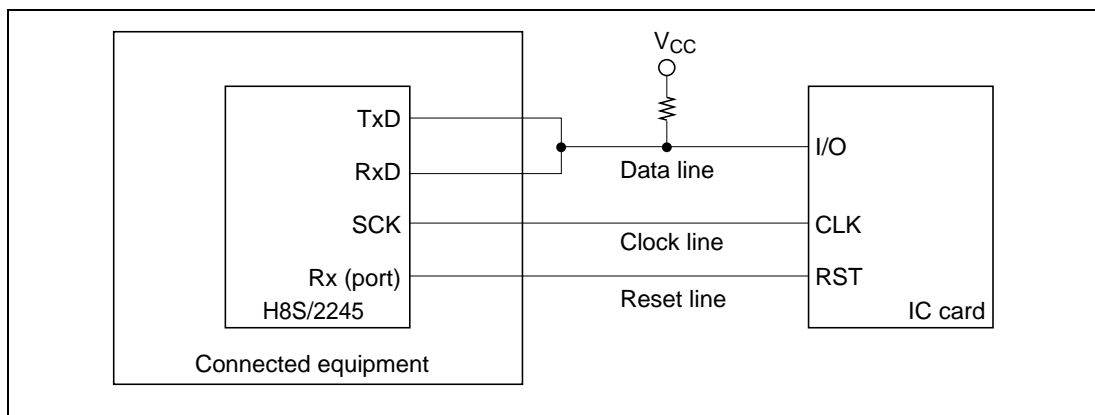 V_CC
TxD
RxD
SCK
Rx (port)
H8S/2245
Connected equipment
Data line
Clock line
Reset line
I/O
CLK
RST
IC card